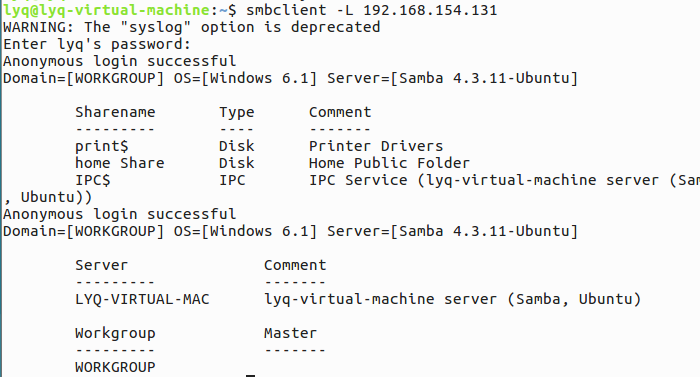 lyq@lyq-virtual-machine:~$ smbclient -L 192.168.154.131
WARNING: The "syslog" option is deprecated
Enter lyq's password:
Anonymous login successful
Domain=[WORKGROUP] OS=[Windows 6.1] Server=[Samba 4.3.11-Ubuntu]
Sharename Type Comment
--------- ---- -------
print$ Disk Printer Drivers
home Share Disk Home Public Folder
IPC$ IPC IPC Service (lyq-virtual-machine server (Sam
, Ubuntu))
Anonymous login successful
Domain=[WORKGROUP] OS=[Windows 6.1] Server=[Samba 4.3.11-Ubuntu]
Server Comment
--------- -------
LYQ-VIRTUAL-MAC lyq-virtual-machine server (Samba, Ubuntu)
Workgroup Master
--------- -------
WORKGROUP